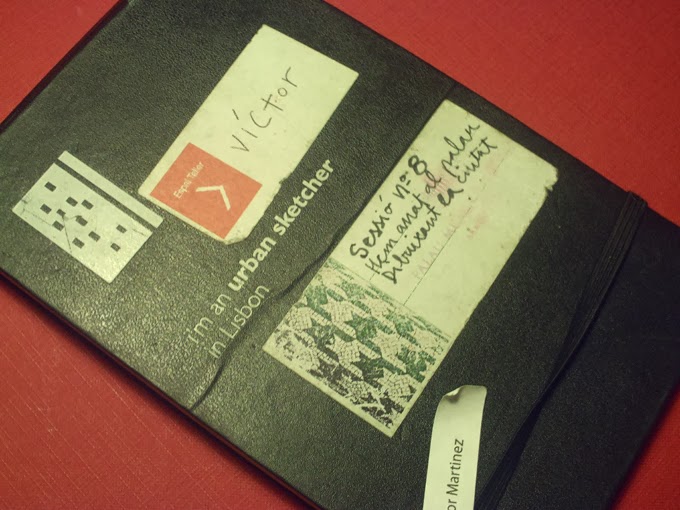 Víctor
Espai Taller
I'm an urban sketcher
in Lisbon
Sessió nº 8
Hem anat al palau
Dibuixant la Ciutat
or Martinez